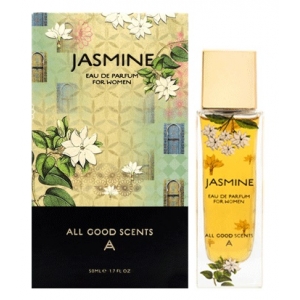 JASMINE
EAU DE PARFUM
FOR WOMEN
ALL GOOD SCENTS
50ML 1.7 FL OZ
JASMINE
EAU DE PARFUM
FOR WOMEN
ALL GOOD SCENTS